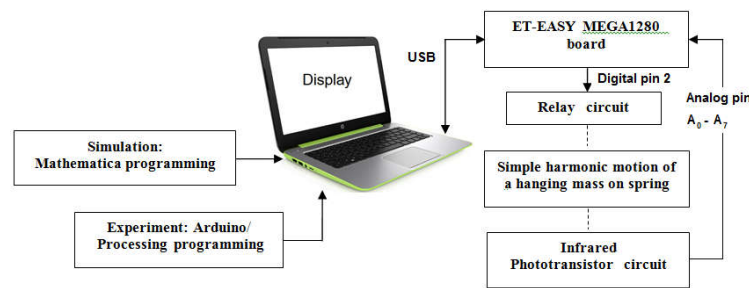 ET-EASY MEGA1280
board
USB
Display
Digital pin 2
Analog pin
A0 - A7
Relay circuit
Simulation:
Mathematica programming
Simple harmonic motion of
a hanging mass on spring
Experiment: Arduino/
Processing programming
Infrared
Phototransistor circuit